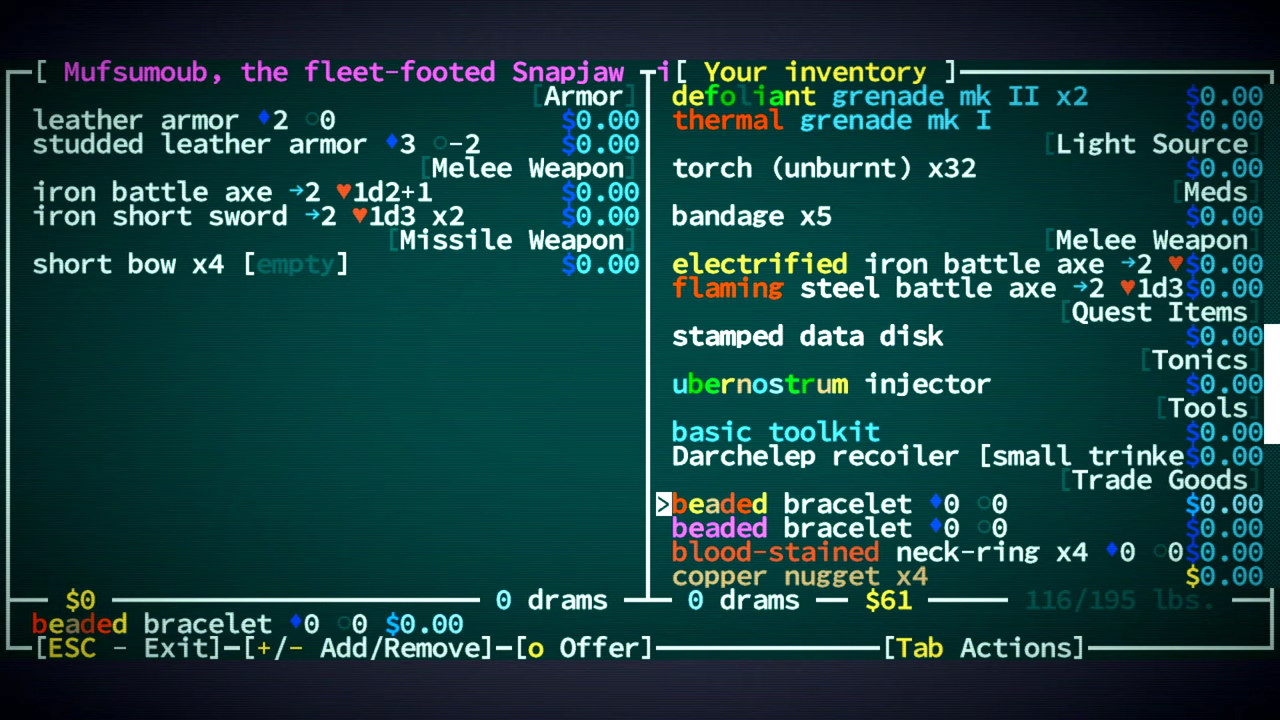 [ Mufsumoub, the fleet-footed Snapjaw i
[Armor]
leather armor ♦2 ○0 $0.00
studded leather armor ♦3 ○-2 $0.00
[Melee Weapon]
iron battle axe →2 ♥1d2+1 $0.00
iron short sword →2 ♥1d3 x2 $0.00
[Missile Weapon]
short bow x4 [empty] $0.00
[ Your inventory ]
defoliant grenade mk II x2 $0.00
thermal grenade mk I $0.00
[Light Source]
torch (unburnt) x32 $0.00
[Meds]
bandage x5 $0.00
[Melee Weapon]
electrified iron battle axe →2 ♥$0.00
flaming steel battle axe →2 ♥1d3$0.00
[Quest Items]
stamped data disk $0.00
[Tonics]
ubernostrum injector $0.00
[Tools]
basic toolkit $0.00
Darchelep recoiler [small trinke$0.00
[Trade Goods]
>beaded bracelet ♦0 ○0 $0.00
beaded bracelet ♦0 ○0 $0.00
blood-stained neck-ring x4 ♦0 ○0$0.00
copper nugget x4 $0.00
$0 0 drams 0 drams $61 116/195 lbs.
beaded bracelet ♦0 ○0 $0.00
[ESC - Exit]-[+/- Add/Remove]-[o Offer] [Tab Actions]